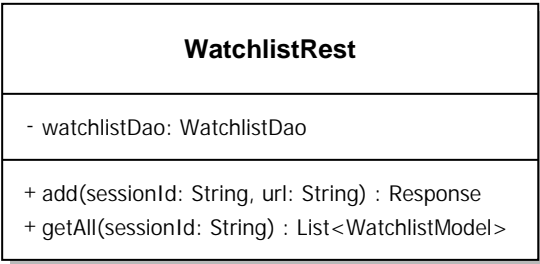 WatchlistRest
- watchlistDao: WatchlistDao
+ add(sessionId: String, url: String) : Response
+ getAll(sessionId: String) : List<WatchlistModel>